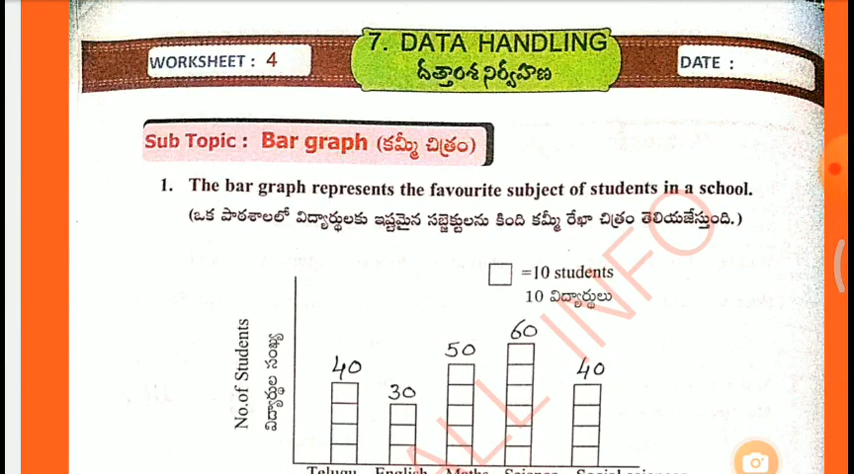 7. DATA HANDLING
దత్తాంశ నిర్వహణ
WORKSHEET : 4
DATE :
Sub Topic : Bar graph (కమ్మీ చిత్రం)
1. The bar graph represents the favourite subject of students in a school.
(ఒక పాఠశాలలో విద్యార్థులకు ఇష్టమైన సబ్జెక్టులను కింది కమ్మీ రేఖా చిత్రం తెలియజేస్తుంది.)
=10 students
10 విద్యార్థులు
No.of Students
విద్యార్థుల సంఖ్య
40
30
50
60
40
Telugu English Maths Science Social sciences
ALL INFO